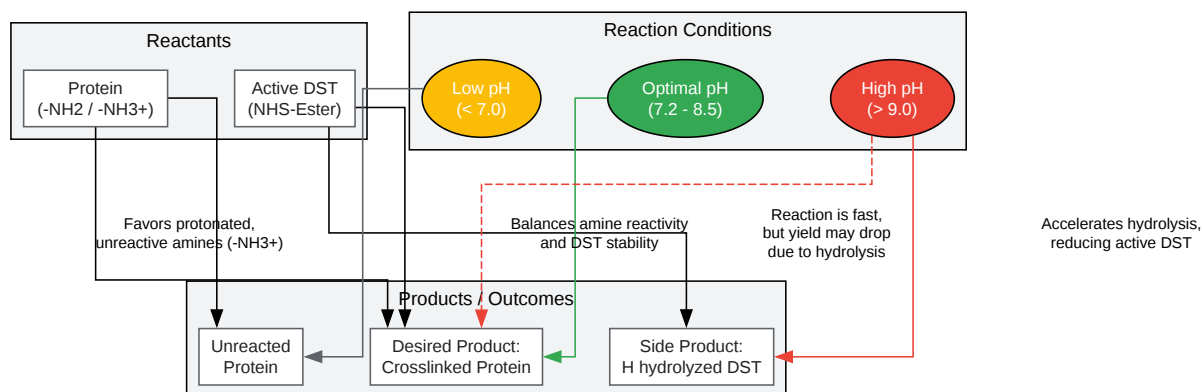 Reactants
Reaction Conditions
Protein
(-NH2 / -NH3+)
Active DST
(NHS-Ester)
Low pH
(< 7.0)
Optimal pH
(7.2 - 8.5)
High pH
(> 9.0)
Favors protonated,
unreactive amines (-NH3+)
Balances amine reactivity
and DST stability
Reaction is fast,
but yield may drop
due to hydrolysis
Accelerates hydrolysis,
reducing active DST
Products / Outcomes
Unreacted
Protein
Desired Product:
Crosslinked Protein
Side Product:
H hydrolyzed DST